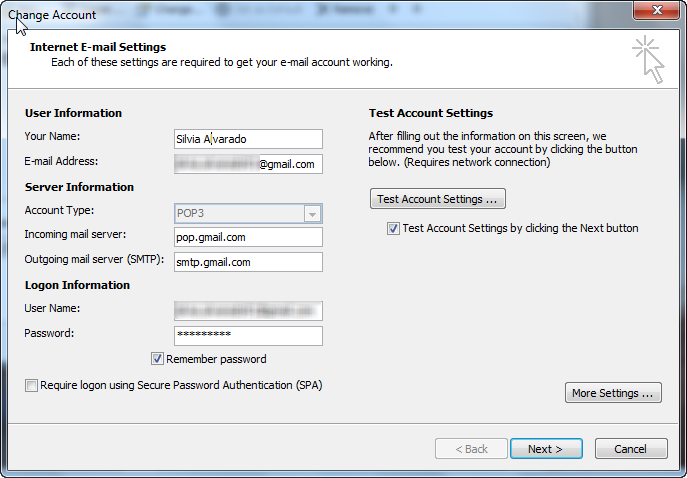 Change Account
Internet E-mail Settings
Each of these settings are required to get your e-mail account working.
User Information
Your Name:
Silvia Alvarado
E-mail Address:
@gmail.com
Server Information
Account Type:
POP3
Incoming mail server:
pop.gmail.com
Outgoing mail server (SMTP):
smtp.gmail.com
Logon Information
User Name:
Password:
*********
Remember password
Require logon using Secure Password Authentication (SPA)
Test Account Settings
After filling out the information on this screen, we
recommend you test your account by clicking the button
below. (Requires network connection)
Test Account Settings ...
Test Account Settings by clicking the Next button
More Settings ...
< Back
Next >
Cancel